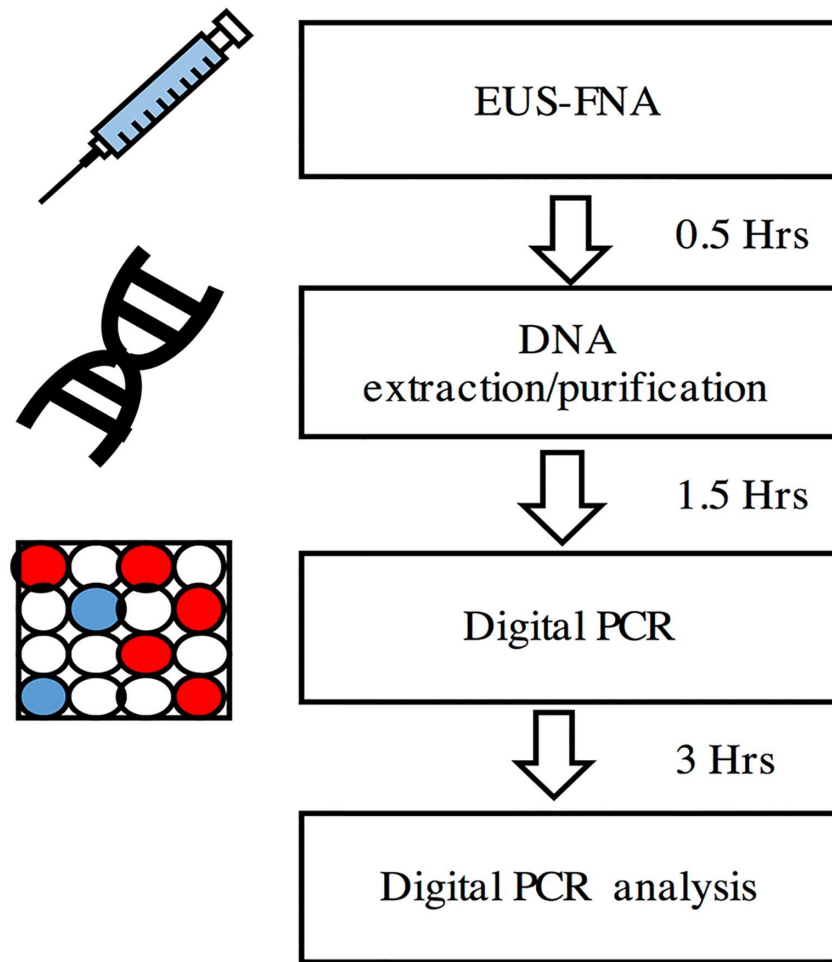 EUS-FNA
0.5 Hrs
DNA
extraction/purification
1.5 Hrs
Digital PCR
3 Hrs
Digital PCR analysis